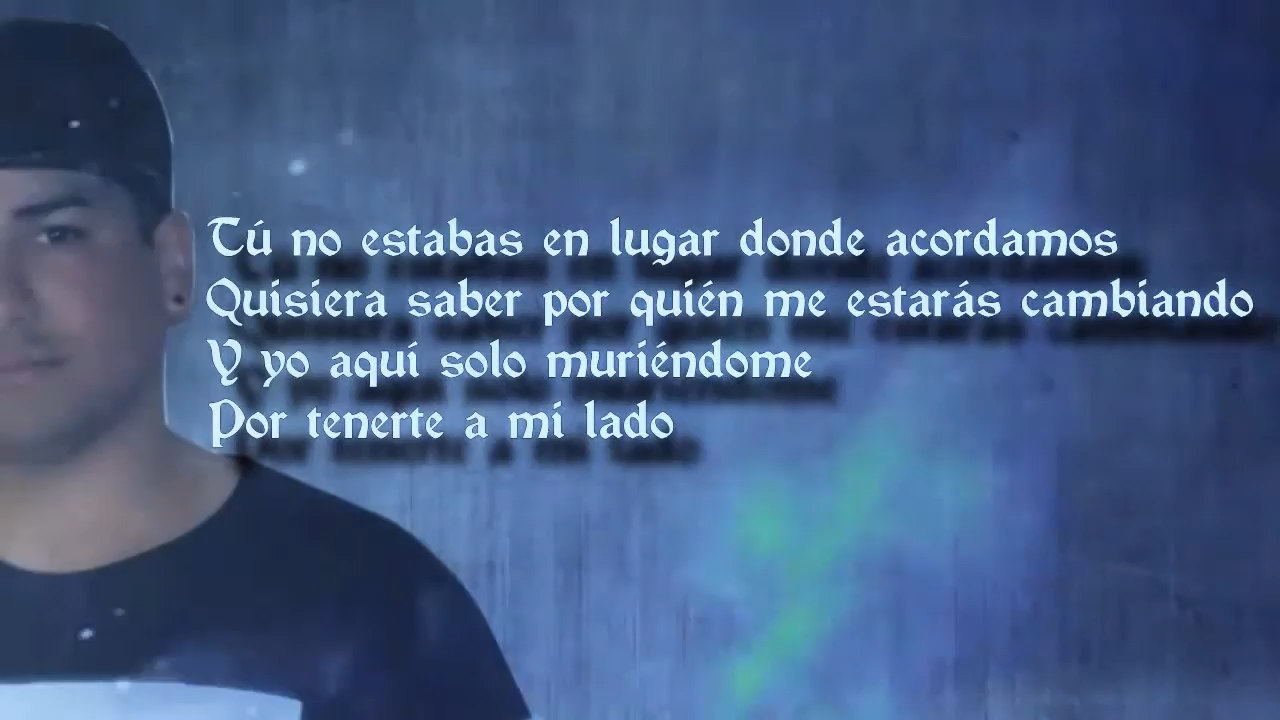 Tú no estabas en lugar donde acordamos
Quisiera saber por quién me estarás cambiando
Y yo aquí solo muriéndome
Por tenerte a mi lado